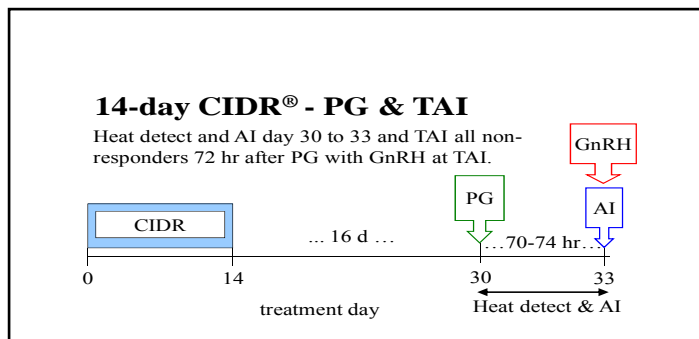 14-day CIDR® - PG & TAI
Heat detect and AI day 30 to 33 and TAI all non-
responders 72 hr after PG with GnRH at TAI.
GnRH
PG
AI
CIDR
... 16 d …
…70-74 hr…
0
14
30
33
treatment day
Heat detect & AI